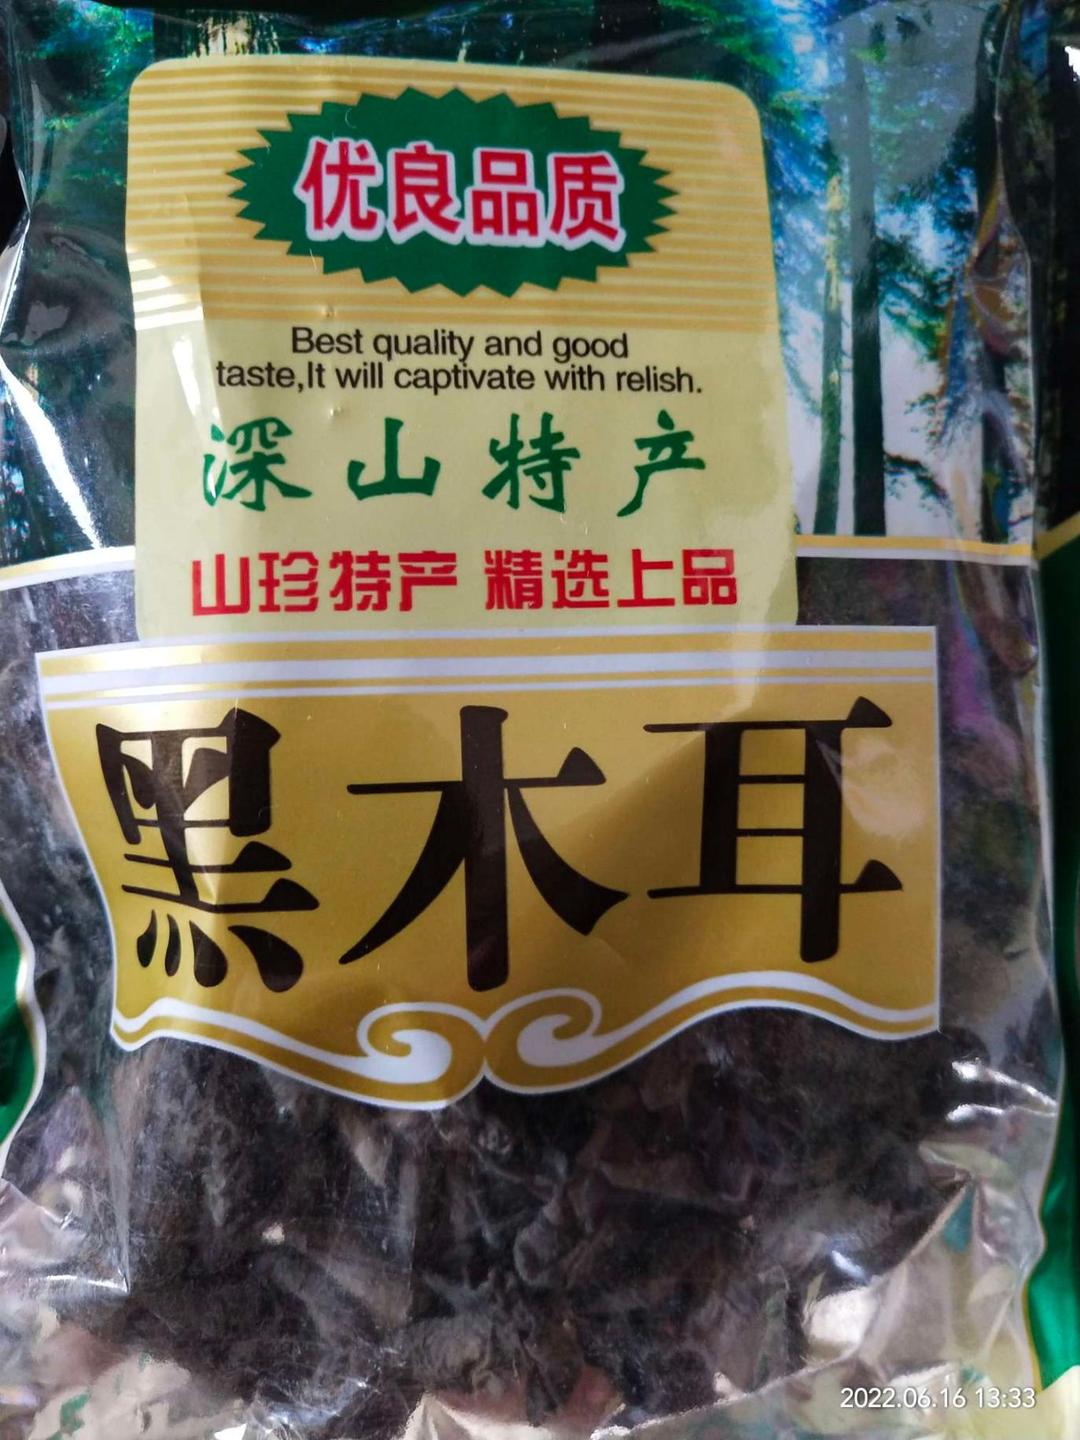 优良品质
Best quality and good
taste,It will captivate with relish.
深山特产
山珍特产 精选上品
黑木耳
2022.06.16 13:33